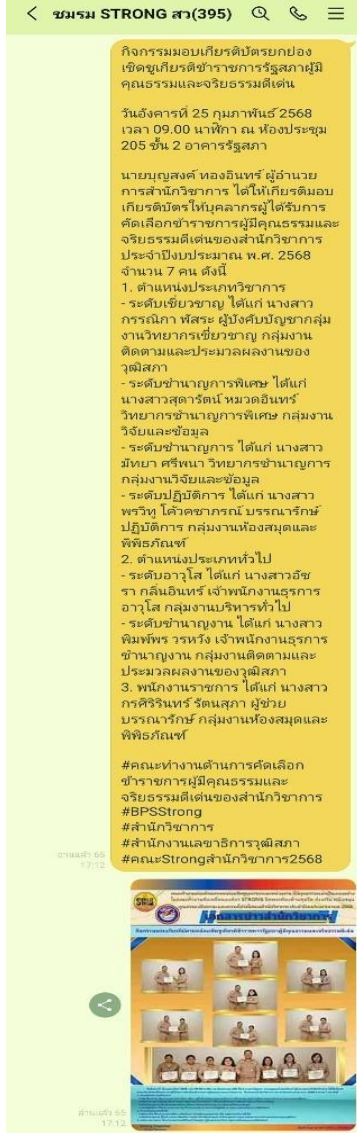 ชมรม STRONG สว(395)
กิจกรรมมอบเกียรติบัตรยกย่อง
เชิดชูเกียรติข้าราชการรัฐสภาผู้มี
คุณธรรมและจริยธรรมดีเด่น
วันอังคารที่ 25 กุมภาพันธ์ 2568
เวลา 09.00 นาฬิกา ณ ห้องประชุม
205 ชั้น 2 อาคารรัฐสภา
นายบุญสงค์ ทองอินทร์ ผู้อำนวย
การสำนักวิชาการ ได้ให้เกียรติมอบ
เกียรติบัตรให้บุคลากรผู้ได้รับการ
คัดเลือกข้าราชการผู้มีคุณธรรมและ
จริยธรรมดีเด่นของสำนักวิชาการ
ประจำปีงบประมาณ พ.ศ. 2568
จำนวน 7 คน ดังนี้
1. ตำแหน่งประเภทวิชาการ
- ระดับเชี่ยวชาญ ได้แก่ นางสาว
กรรณิกา พัสระ ผู้บังคับบัญชากลุ่ม
งานวิทยากรเชี่ยวชาญ กลุ่มงาน
ติดตามและประมวลผลงานของ
วุฒิสภา
- ระดับชำนาญการพิเศษ ได้แก่
นางสาวสุดารัตน์ หมวดอินทร์
วิทยากรชำนาญการพิเศษ กลุ่มงาน
วิจัยและข้อมูล
- ระดับชำนาญการ ได้แก่ นางสาว
มัทยา ศรีพนา วิทยากรชำนาญการ
กลุ่มงานวิจัยและข้อมูล
- ระดับปฏิบัติการ ได้แก่ นางสาว
พรวิทู โค้วคชาภรณ์ บรรณารักษ์
ปฏิบัติการ กลุ่มงานห้องสมุดและ
พิพิธภัณฑ์
2. ตำแหน่งประเภททั่วไป
- ระดับอาวุโส ได้แก่ นางสาวอัช
รา กลิ่นอินทร์ เจ้าพนักงานธุรการ
อาวุโส กลุ่มงานบริหารทั่วไป
- ระดับชำนาญงาน ได้แก่ นางสาว
พิมพ์พร วรหวัง เจ้าพนักงานธุรการ
ชำนาญงาน กลุ่มงานติดตามและ
ประมวลผลงานของวุฒิสภา
3. พนักงานราชการ ได้แก่ นางสาว
กรศิริรินทร์ รัตนสุภา ผู้ช่วย
บรรณารักษ์ กลุ่มงานห้องสมุดและ
พิพิธภัณฑ์
#คณะทำงานด้านการคัดเลือก
ข้าราชการผู้มีคุณธรรมและ
จริยธรรมดีเด่นของสำนักวิชาการ
#BPSStrong
#สำนักวิชาการ
#สำนักงานเลขาธิการวุฒิสภา
#คณะStrongสำนักวิชาการ2568
อ่านแล้ว 65
17:12
STRONG
เอกสารข่าวสำนักวิชาการ
อ่านแล้ว 65
17:12